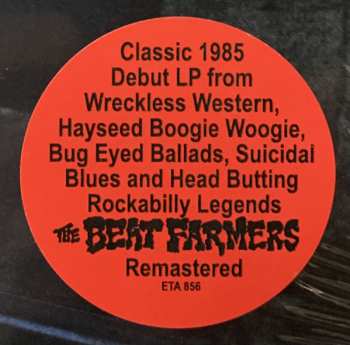 Classic 1985
Debut LP from
Wreckless Western,
Hayseed Boogie Woogie,
Bug Eyed Ballads, Suicidal
Blues and Head Butting
Rockabilly Legends
THE BEAT FARMERS
Remastered
ETA 856